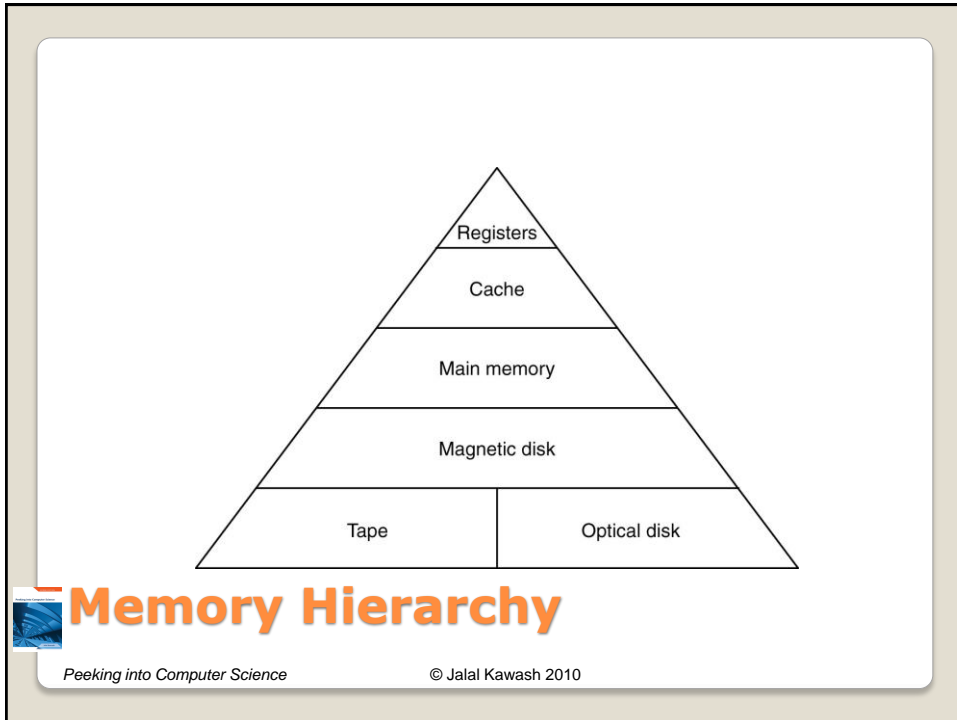 Registers
Cache
Main memory
Magnetic disk
Tape Optical disk
Memory Hierarchy
Peeking into Computer Science © Jalal Kawash 2010